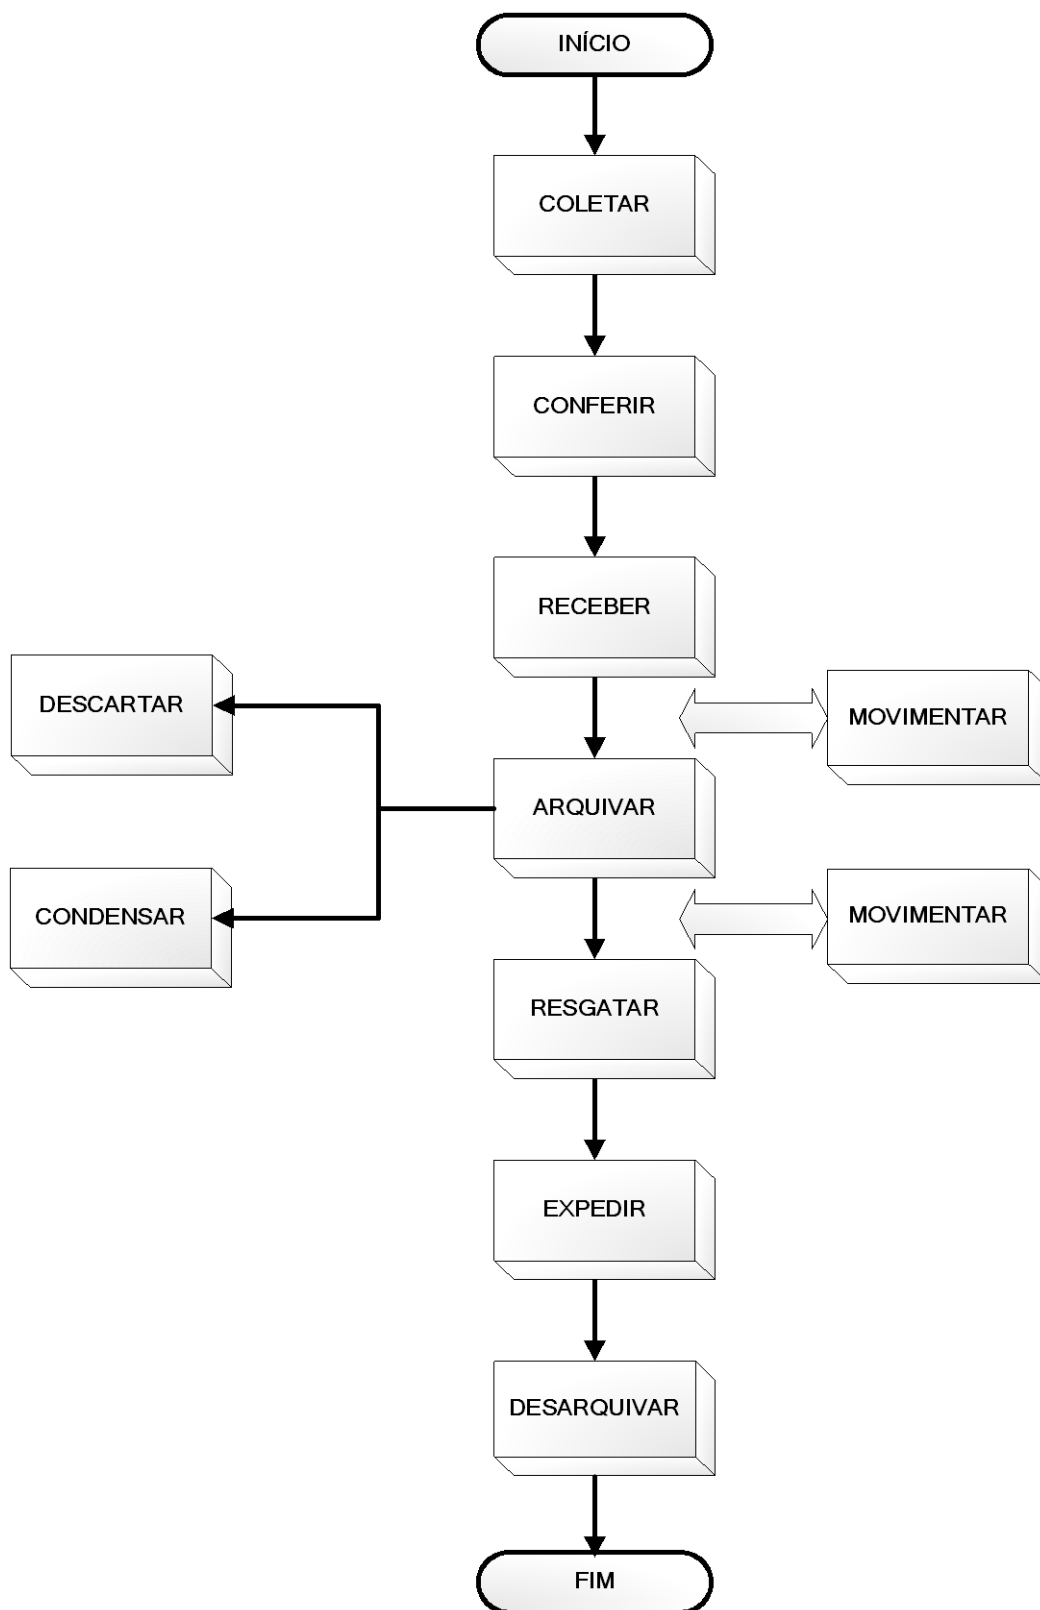 INÍCIO
COLETAR
CONFERIR
RECEBER
DESCARTAR
MOVIMENTAR
ARQUIVAR
CONDENSAR
MOVIMENTAR
RESGATAR
EXPEDIR
DESARQUIVAR
FIM